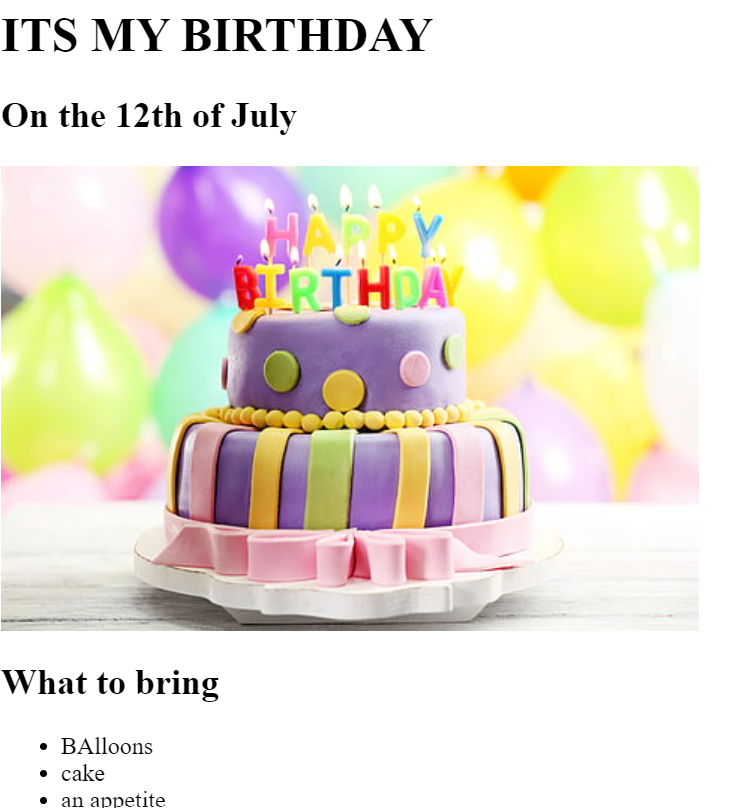 ITS MY BIRTHDAY
On the 12th of July
HAPPY
BIRTHDAY
What to bring
BAlloons
cake
an appetite